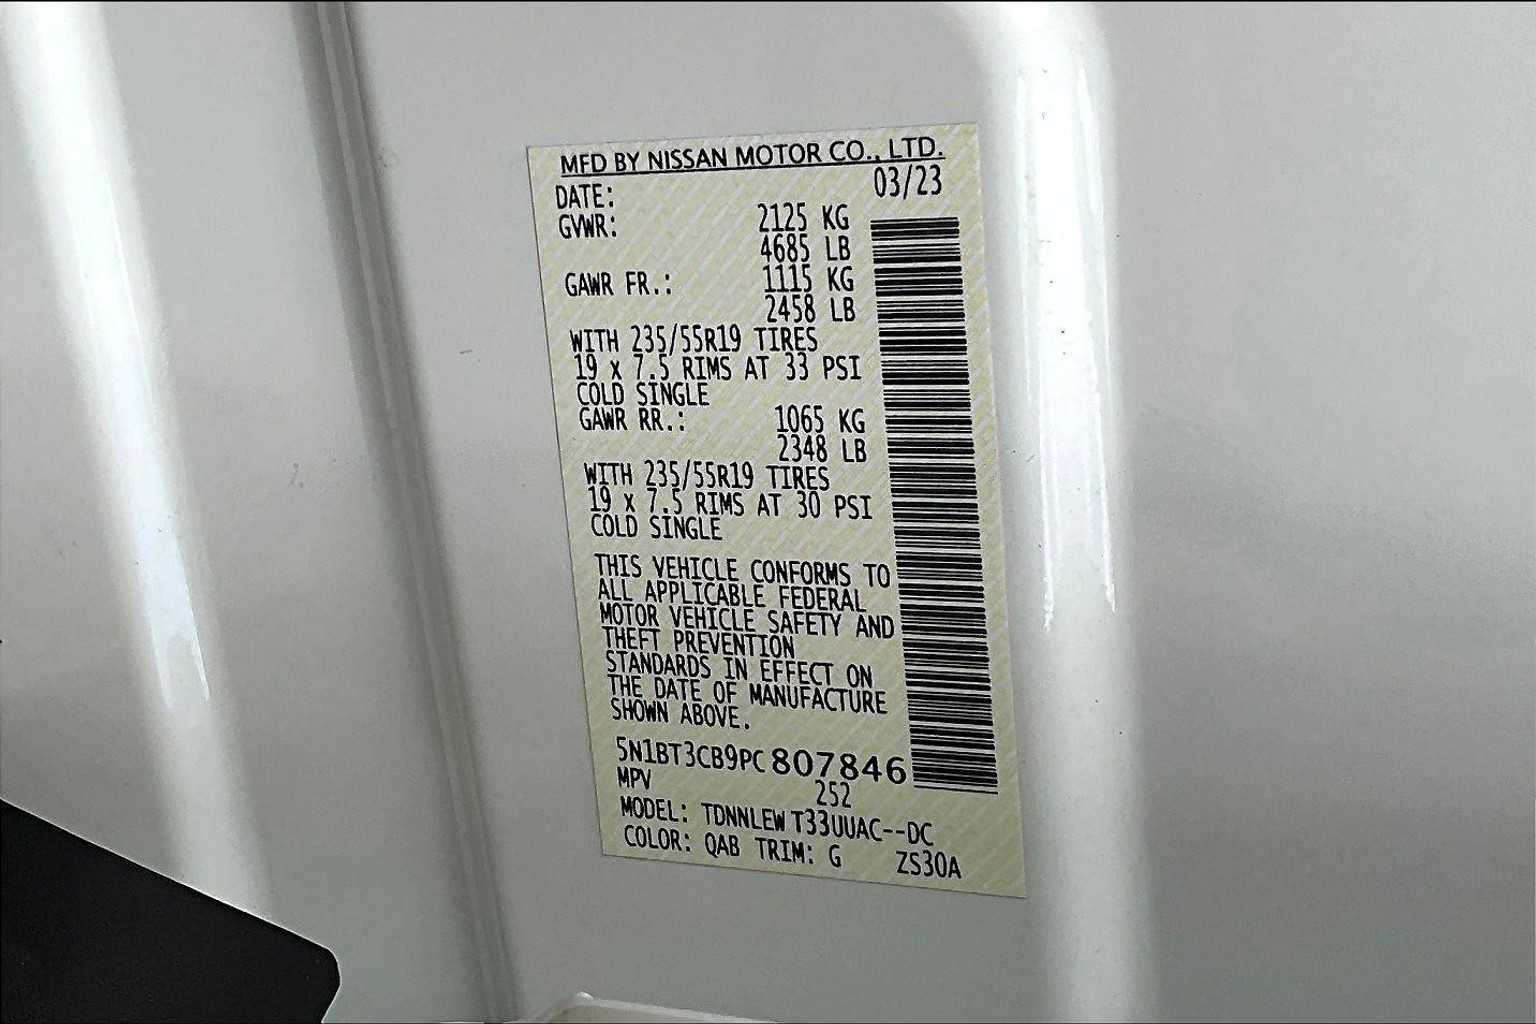 MFD BY NISSAN MOTOR CO., LTD.
DATE: 03/23
GVWR: 2125 KG
4685 LB
GAWR FR.: 1115 KG
2458 LB
WITH 235/55R19 TIRES
19 x 7.5 RIMS AT 33 PSI
COLD SINGLE
GAWR RR.: 1065 KG
2348 LB
WITH 235/55R19 TIRES
19 x 7.5 RIMS AT 30 PSI
COLD SINGLE
THIS VEHICLE CONFORMS TO
ALL APPLICABLE FEDERAL
MOTOR VEHICLE SAFETY AND
THEFT PREVENTION
STANDARDS IN EFFECT ON
THE DATE OF MANUFACTURE
SHOWN ABOVE.
5N1BT3CB9PC807846
MPV 252
MODEL: TDNNLEWT33UUAC--DC
COLOR: QAB TRIM: G ZS30A